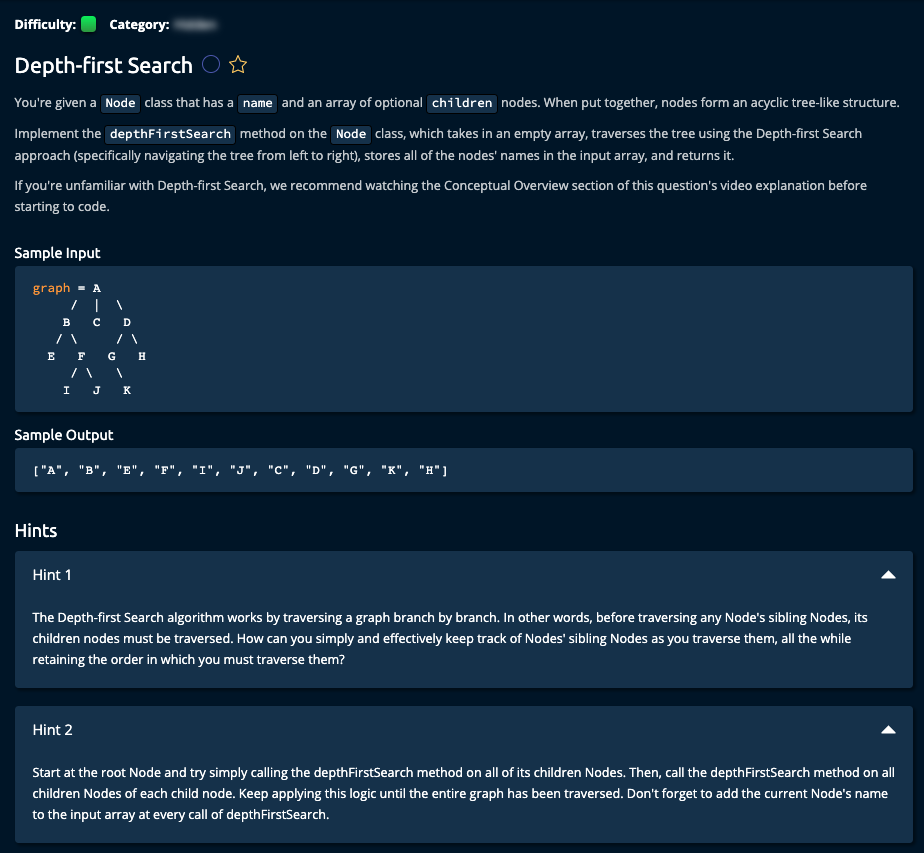 Difficulty: Category:
Depth-first Search
You're given a Node class that has a name and an array of optional children nodes. When put together, nodes form an acyclic tree-like structure.
Implement the depthFirstSearch method on the Node class, which takes in an empty array, traverses the tree using the Depth-first Search
approach (specifically navigating the tree from left to right), stores all of the nodes' names in the input array, and returns it.
If you're unfamiliar with Depth-first Search, we recommend watching the Conceptual Overview section of this question's video explanation before
starting to code.
Sample Input
graph = A
     /  |  \
    B   C   D
   / \     / \
  E   F   G   H
     / \   \
    I   J   K
Sample Output
["A", "B", "E", "F", "I", "J", "C", "D", "G", "K", "H"]
Hints
Hint 1
The Depth-first Search algorithm works by traversing a graph branch by branch. In other words, before traversing any Node's sibling Nodes, its
children nodes must be traversed. How can you simply and effectively keep track of Nodes' sibling Nodes as you traverse them, all the while
retaining the order in which you must traverse them?
Hint 2
Start at the root Node and try simply calling the depthFirstSearch method on all of its children Nodes. Then, call the depthFirstSearch method on all
children Nodes of each child node. Keep applying this logic until the entire graph has been traversed. Don't forget to add the current Node's name
to the input array at every call of depthFirstSearch.